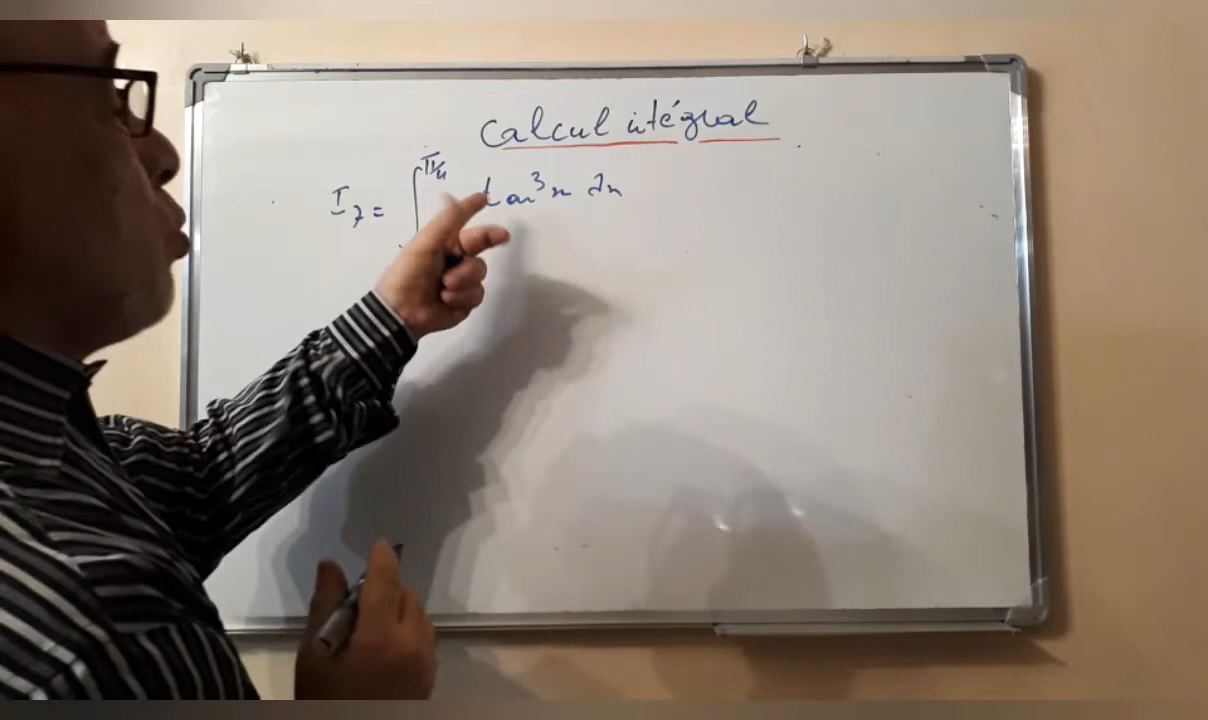 Calcul intégral
I₇ = ∫^π/4 tan³x dx